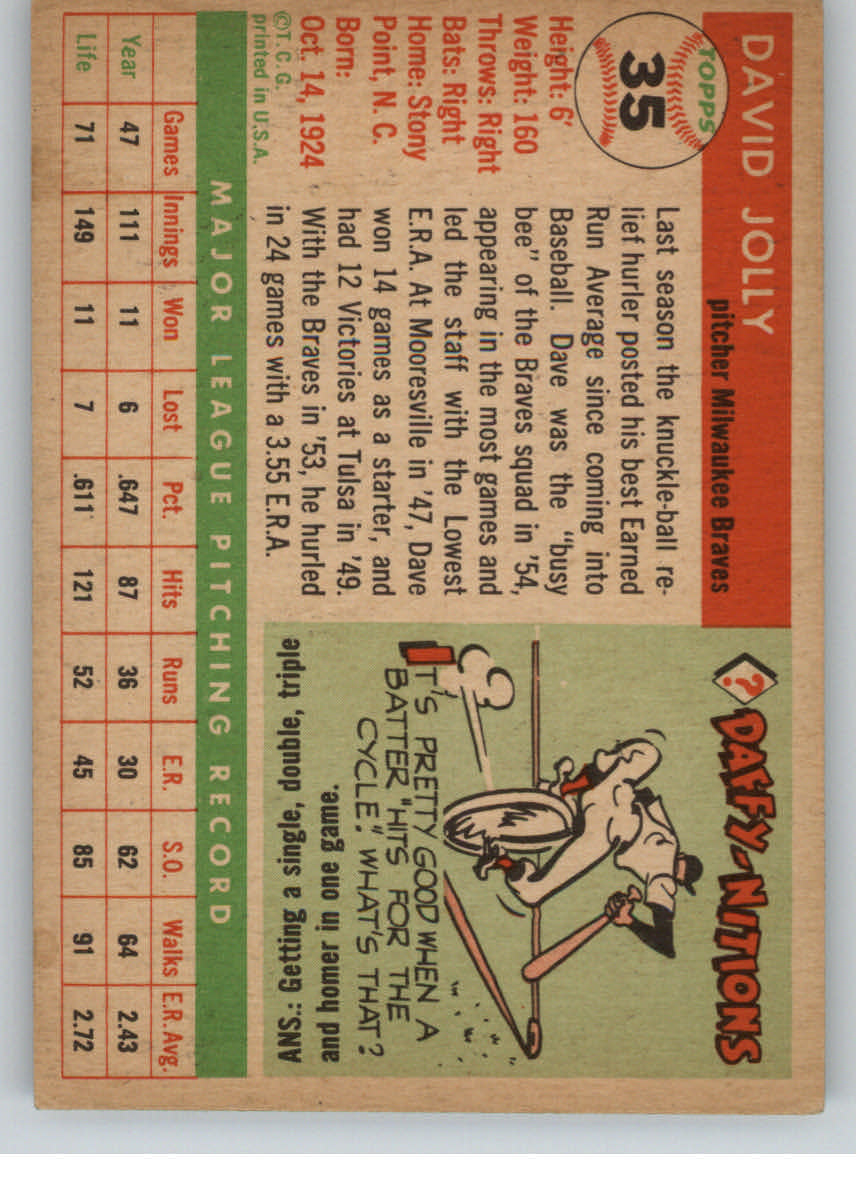 DAVID JOLLY
pitcher Milwaukee Braves
TOPPS
35
Height: 6'
Weight: 160
Throws: Right
Bats: Right
Home: Stony
Point, N. C.
Born:
Oct. 14, 1924
©T. C. G.
printed in U.S.A.
Last season the knuckle-ball re-
lief hurler posted his best Earned
Run Average since coming into
Baseball. Dave was the "busy
bee" of the Braves squad in '54,
appearing in the most games and
led the staff with the Lowest
E.R.A. At Mooresville in '47, Dave
won 14 games as a starter, and
had 12 Victories at Tulsa in '49.
With the Braves in '53, he hurled
in 24 games with a 3.55 E.R.A.
? DAFFY-NITIONS
IT'S PRETTY GOOD WHEN A
BATTER "HITS FOR THE
CYCLE." WHAT'S THAT?
ANS.: Getting a single, double, triple
and homer in one game.
MAJOR LEAGUE PITCHING RECORD
Games Innings Won Lost Pct. Hits Runs E.R. S.O. Walks E.R.Avg.
Year 47 111 11 6 .647 87 36 30 62 64 2.43
Life 71 149 11 7 .611 121 52 45 85 91 2.72